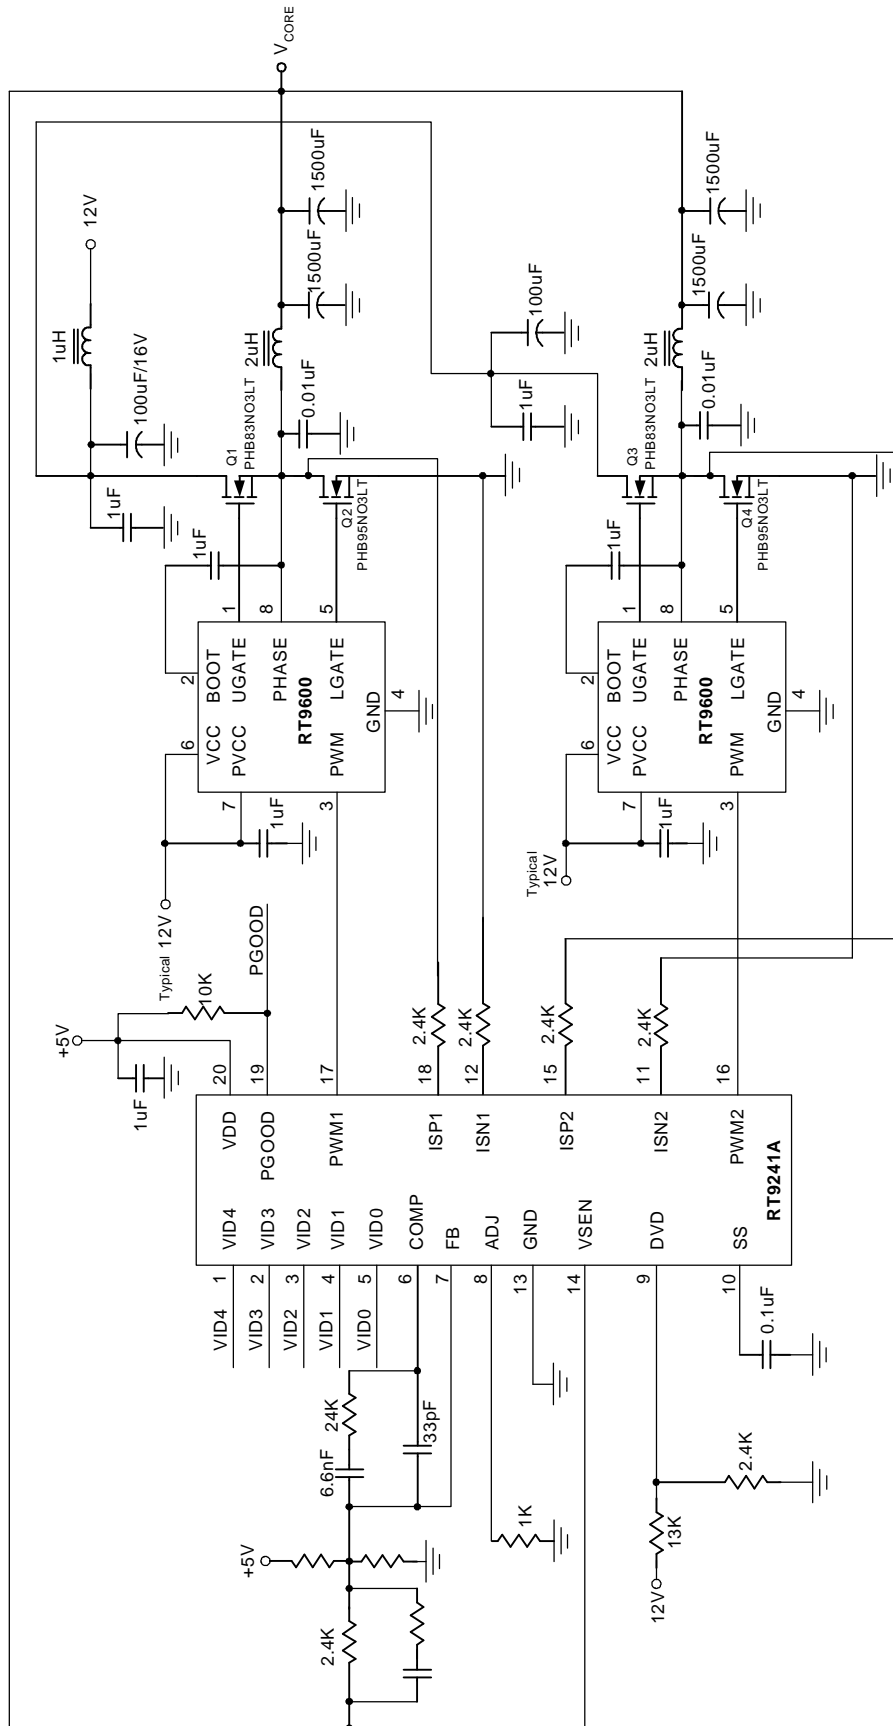 V_CORE
12V
1uH
100uF/16V
1uF
1500uF
1500uF
2uH
0.01uF
Q1
PHB83NO3LT
Q2
PHB95NO3LT
1uF
1
8
5
2
BOOT
UGATE
PHASE
LGATE
RT9600
6
VCC
PVCC
PWM
GND
4
7
3
1uF
Typical 12V
100uF
1uF
1500uF
1500uF
2uH
0.01uF
Q3
PHB83NO3LT
Q4
PHB95NO3LT
1uF
1
8
5
2
BOOT
UGATE
PHASE
LGATE
RT9600
6
VCC
PVCC
PWM
GND
4
7
3
1uF
Typical
12V
PGOOD
10K
+5V
1uF
2.4K
2.4K
2.4K
2.4K
20
19
17
18
12
15
11
16
VDD
PGOOD
PWM1
ISP1
ISN1
ISP2
ISN2
PWM2
RT9241A
VID4
VID3
VID2
VID1
VID0
COMP
FB
ADJ
GND
VSEN
DVD
SS
1
2
3
4
5
6
7
8
13
14
9
10
VID4
VID3
VID2
VID1
VID0
0.1uF
24K
33pF
6.6nF
1K
2.4K
13K
12V
+5V
2.4K